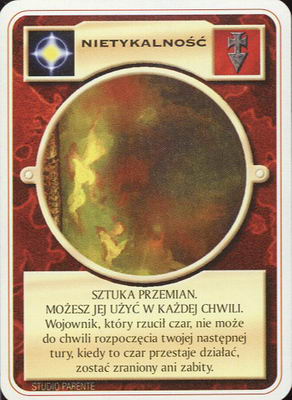 NIETYKALNOŚĆ
SZTUKA PRZEMIAN.
MOŻESZ JEJ UŻYĆ W KAŻDEJ CHWILI.
Wojownik, który rzucił czar, nie może
do chwili rozpoczęcia twojej następnej
tury, kiedy to czar przestaje działać,
zostać zraniony ani zabity.
STUDIO PARENTE